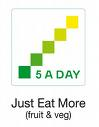 5 A DAY
Just Eat More
(fruit & veg)